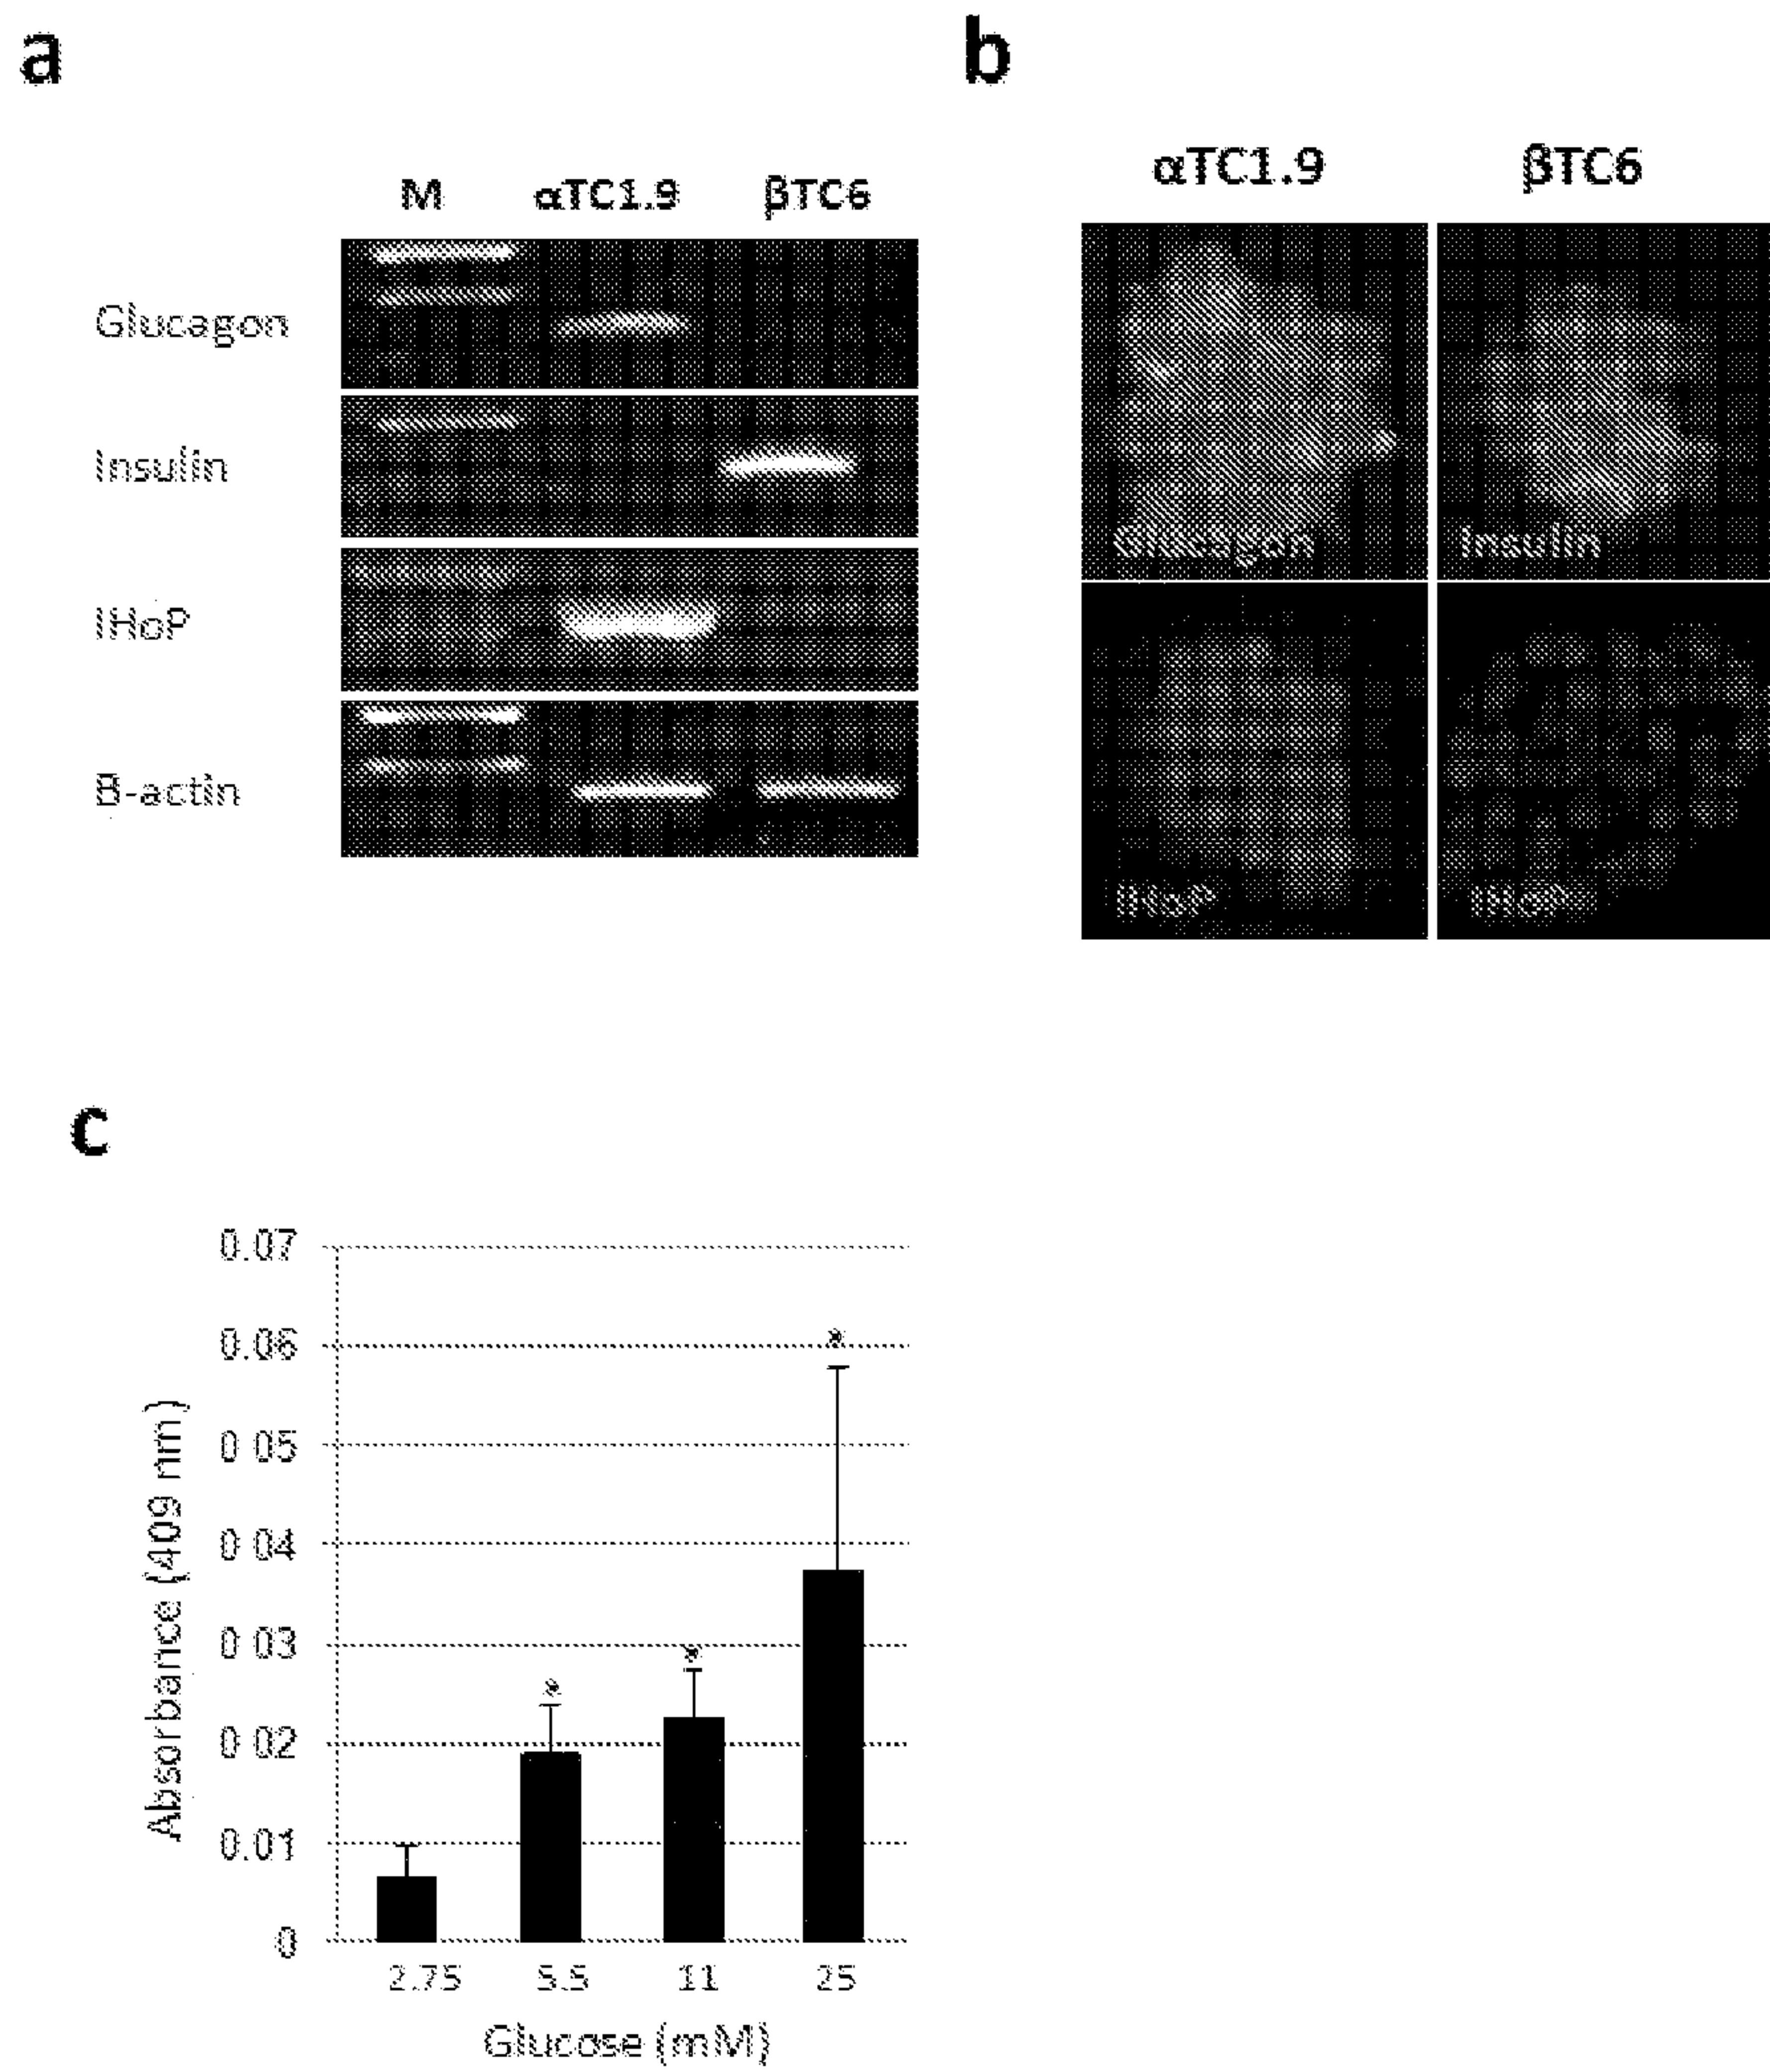 a
M αTC1.9 βTC6
Glucagon
Insulin
IHoP
B-actin
b
αTC1.9 βTC6
Glucagon Insulin
IHoP IHoP
c
Absorbance (409 nm)
0.07
0.06
0.05
0.04
0.03
0.02
0.01
0
* * *
2.75 5.5 11 25
Glucose (mM)